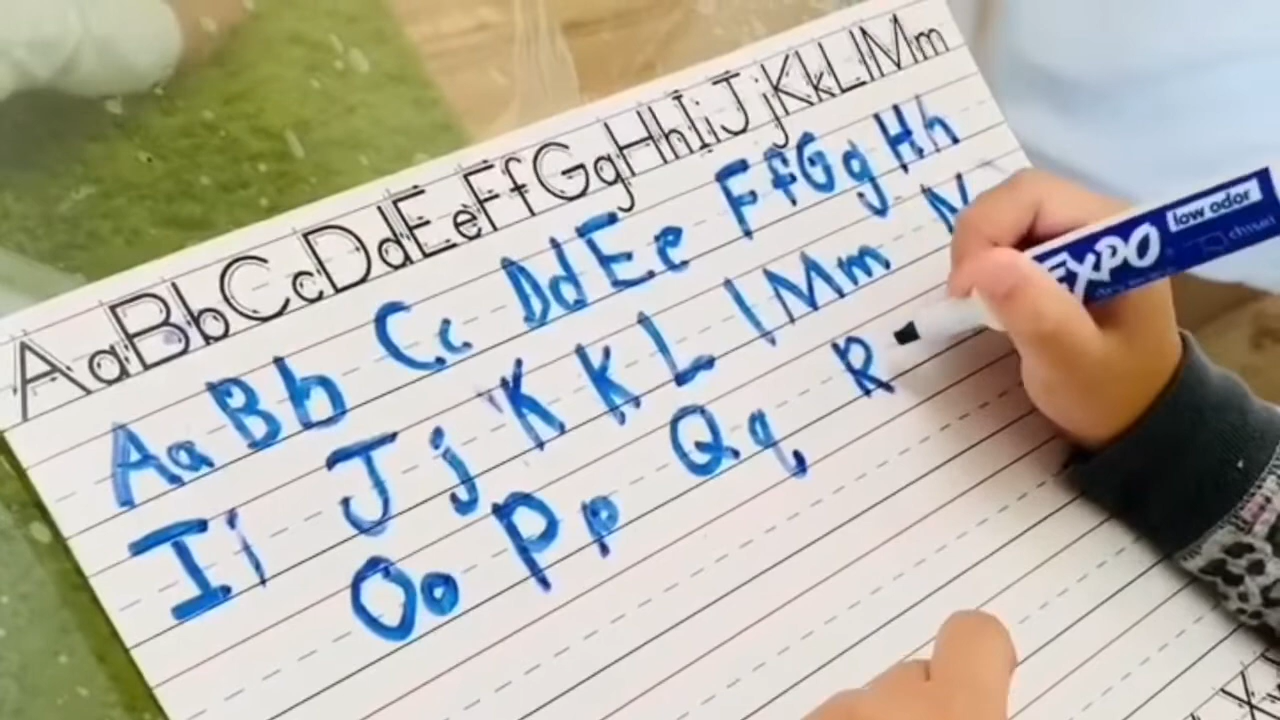 AaBbCcDdEeFfGgHhIiJjKkLlMm
Aa Bb Cc Dd Ee Ff Gg Hh
Ii Jj Kk L l Mm N
Oo Pp Qq R
EXPO
low odor
chisel
X